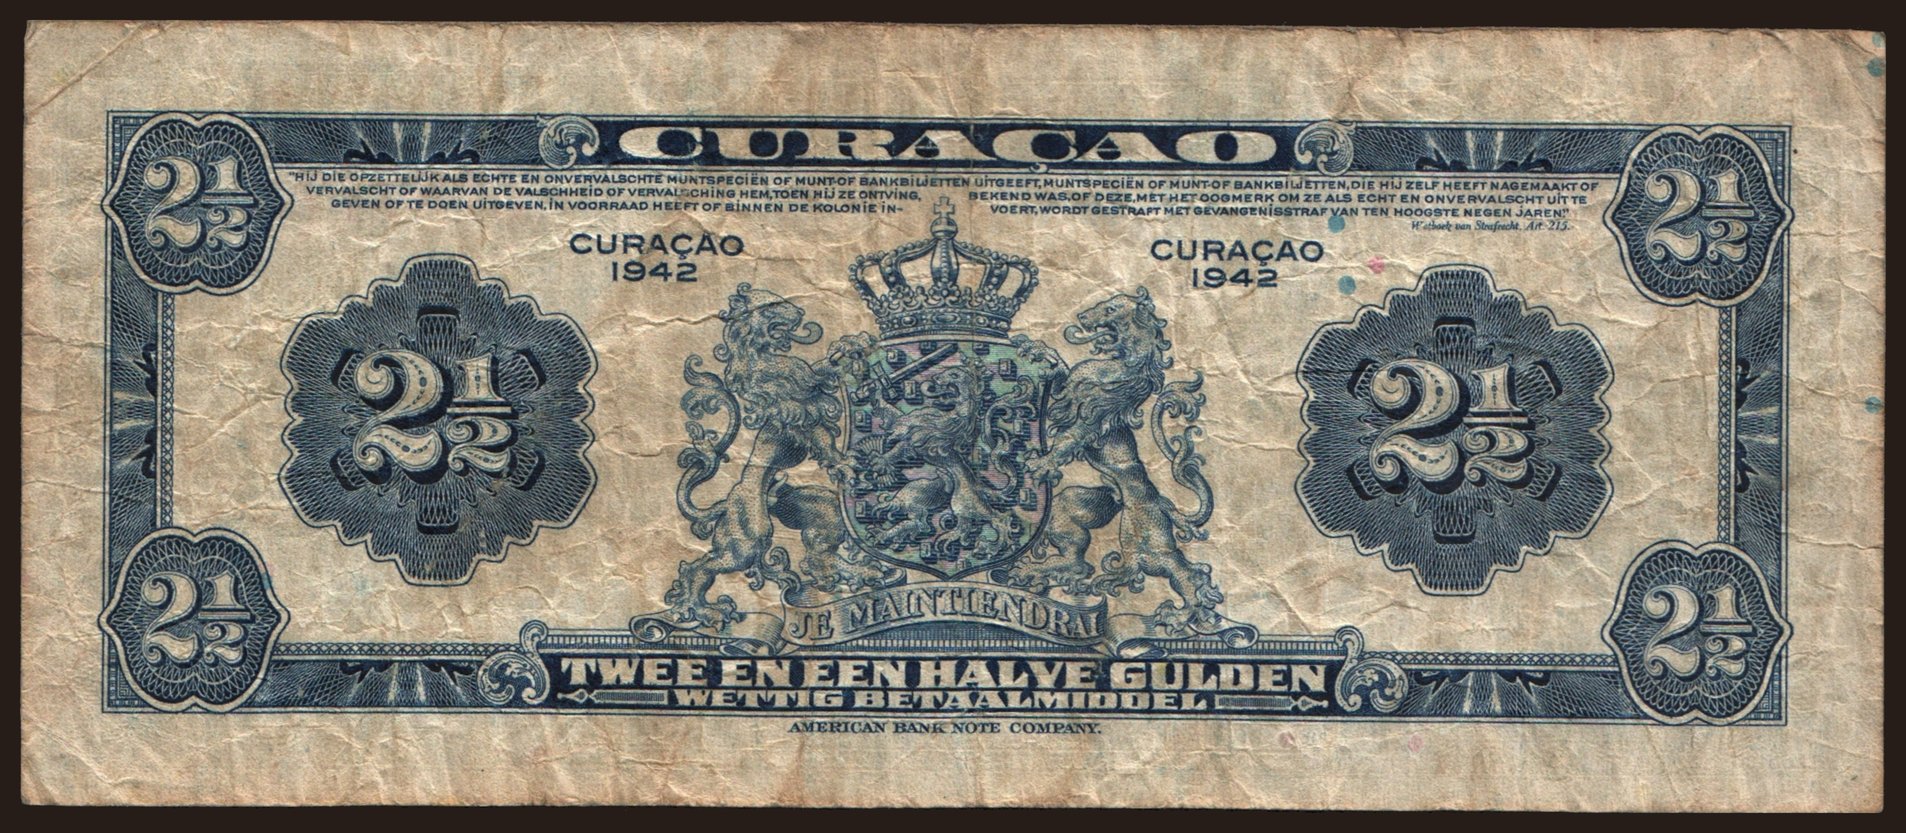 CURAÇAO
2½
2½
"HIJ DIE OPZETTELIJK ALS ECHTE EN ONVERVALSCHTE MUNTSPECIËN OF MUNT-OF BANKBILJETTEN UITGEEFT, MUNTSPECIËN OF MUNT-OF BANKBILJETTEN, DIE HIJ ZELF HEEFT NAGEMAAKT OF
VERVALSCHT OF WAARVAN DE VALSCHHEID OF VERVALSCHING HEM, TOEN HIJ ZE ONTVING, BEKEND WAS, OF DEZE, MET HET OOGMERK OM ZE ALS ECHT EN ONVERVALSCHT UIT TE
GEVEN OF TE DOEN UITGEVEN, IN VOORRAAD HEEFT OF BINNEN DE KOLONIE IN- VOERT, WORDT GESTRAFT MET GEVANGENISSTRAF VAN TEN HOOGSTE NEGEN JAREN."
Wetboek van Strafrecht. Art. 215.
CURAÇAO
1942
CURAÇAO
1942
2½
2½
JE MAINTIENDRAI
2½
2½
TWEE EN EEN HALVE GULDEN
WETTIG BETAALMIDDEL
AMERICAN BANK NOTE COMPANY.